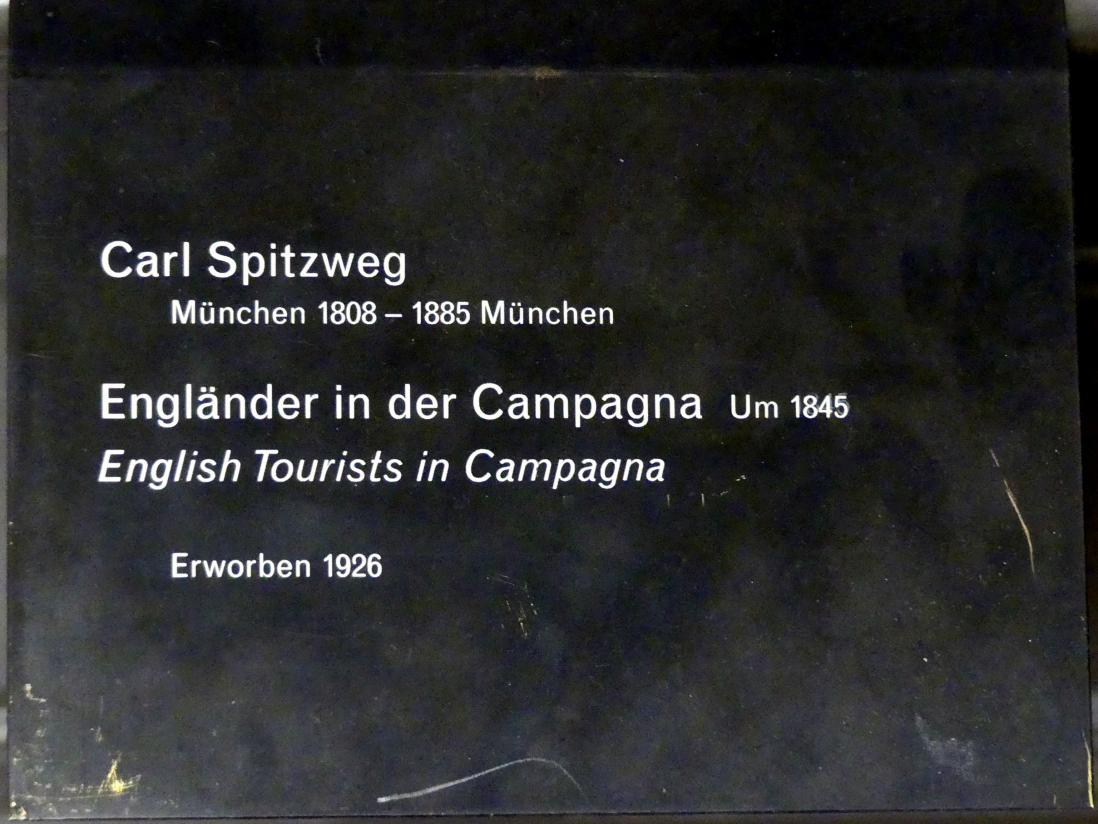 Carl Spitzweg
München 1808 – 1885 München
Engländer in der Campagna Um 1845
English Tourists in Campagna
Erworben 1926